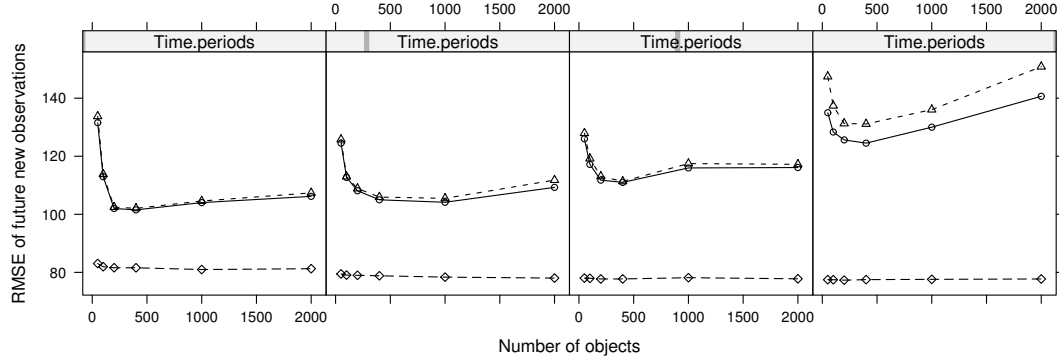 0 500 1000 1500 2000 0 500 1000 1500 2000
Time.periods Time.periods Time.periods Time.periods
RMSE of future new observations
140
120
100
80
0 500 1000 1500 2000 0 500 1000 1500 2000
Number of objects